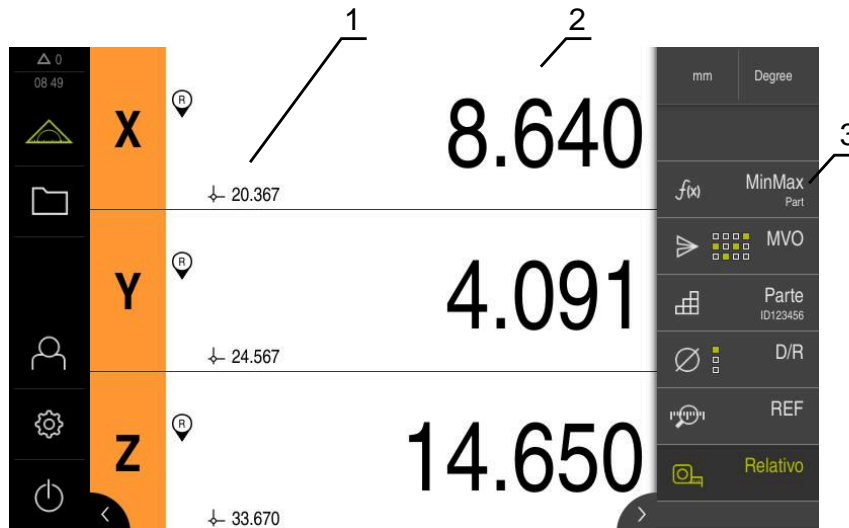 1
2
3
0
08 49
X
R
8.640
20.367
Y
R
4.091
24.567
Z
R
14.650
33.670
mm
Degree
f(x)
MinMax
Part
MVO
Parte
ID123456
D/R
REF
Relativo